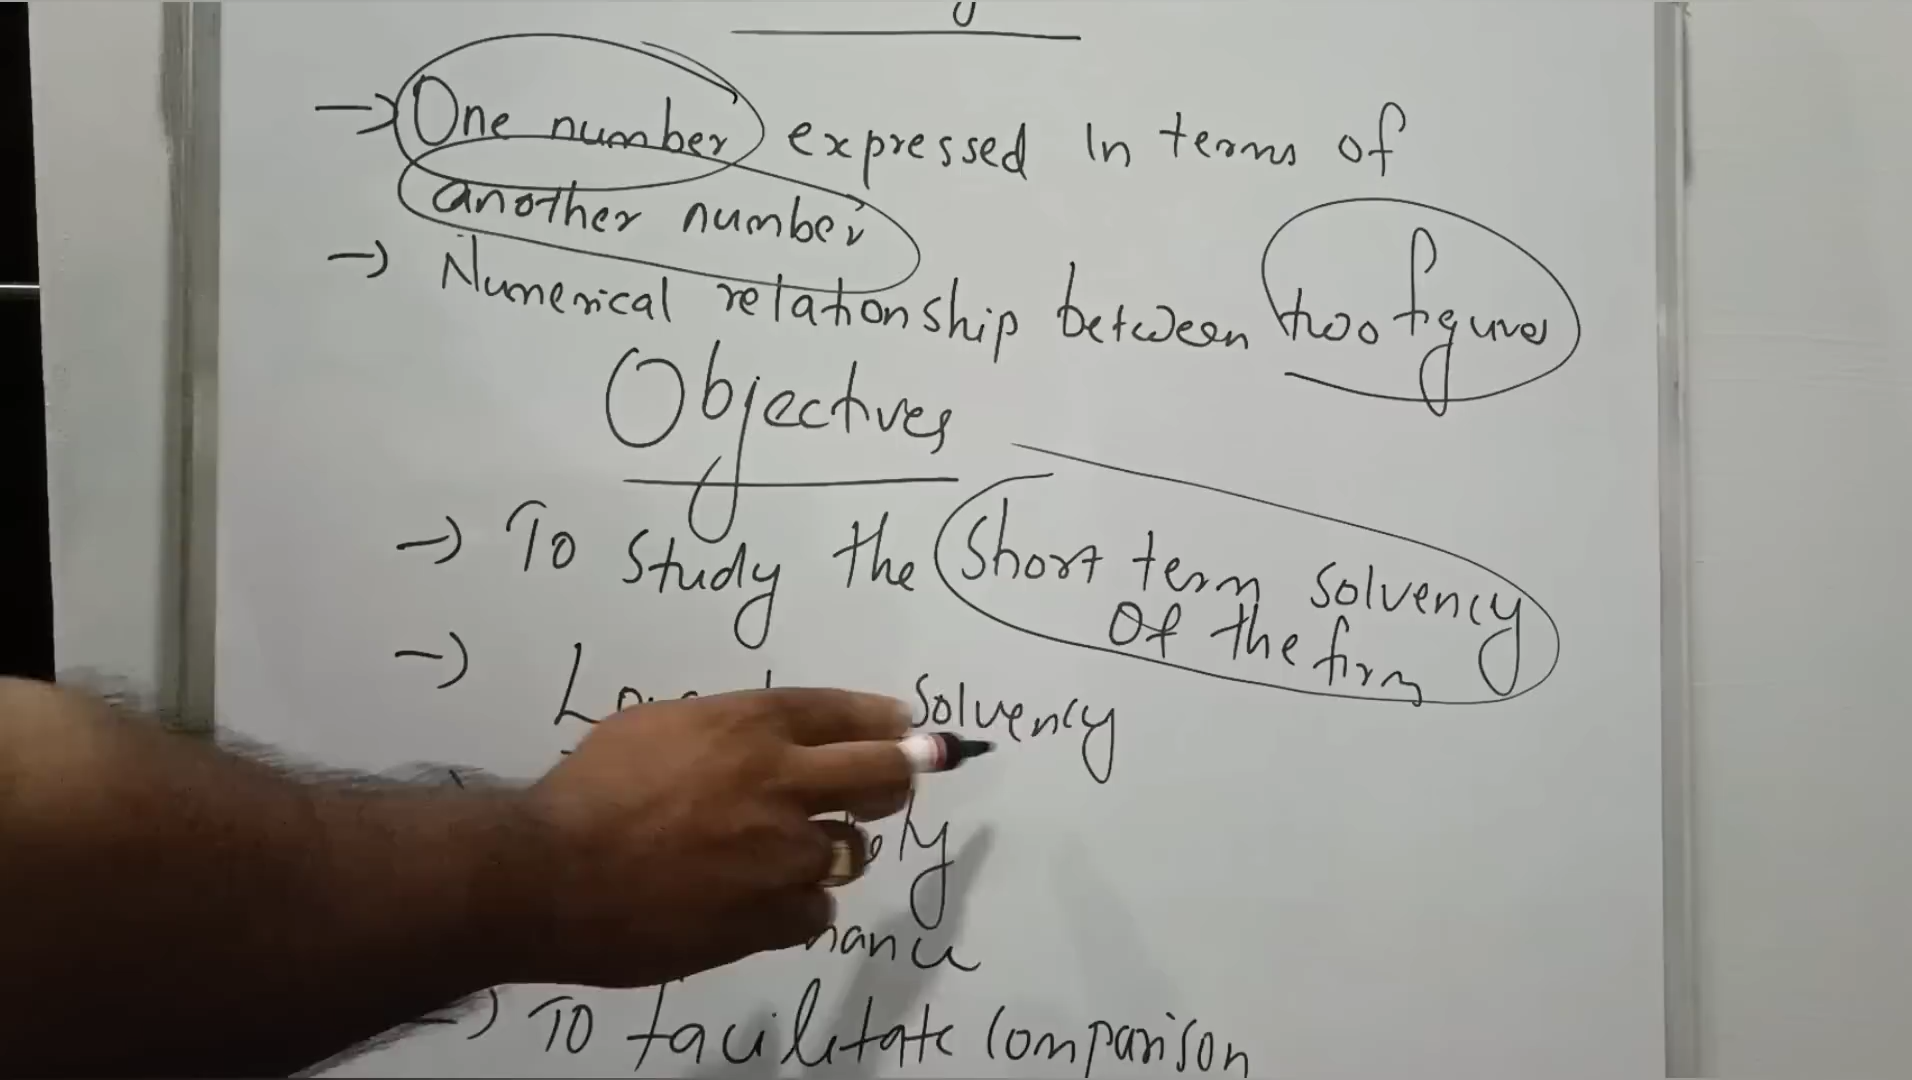 → One number expressed in terms of
another number
→ Numerical relationship between two figures
Objectives
→ To study the short term solvency
of the firm
→ solvency
→ To facilitate comparison